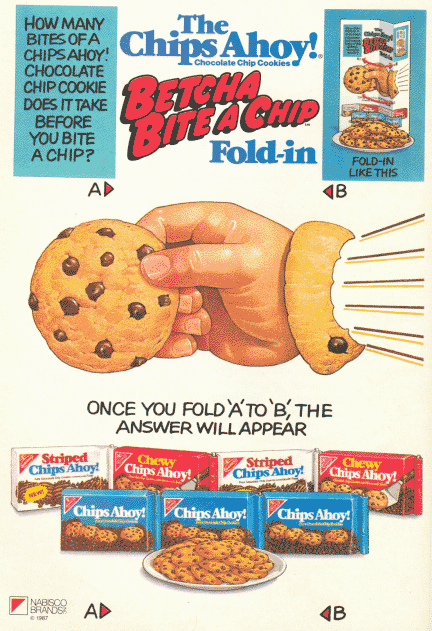 HOW MANY
BITES OF A
CHIPS AHOY!
CHOCOLATE
CHIP COOKIE
DOES IT TAKE
BEFORE
YOU BITE
A CHIP?
The
Chips Ahoy!®
Chocolate Chip Cookies
BETCHA
BITE A CHIP™
Fold-in
FOLD-IN
LIKE THIS
A B
ONCE YOU FOLD 'A' TO 'B', THE
ANSWER WILL APPEAR
Striped
Chips Ahoy!
NEW!
Chewy
Chips Ahoy!
Striped
Chips Ahoy!
Chewy
Chips Ahoy!
Chips Ahoy!
Chips Ahoy!
Chips Ahoy!
NABISCO
BRANDS
© 1987
A B